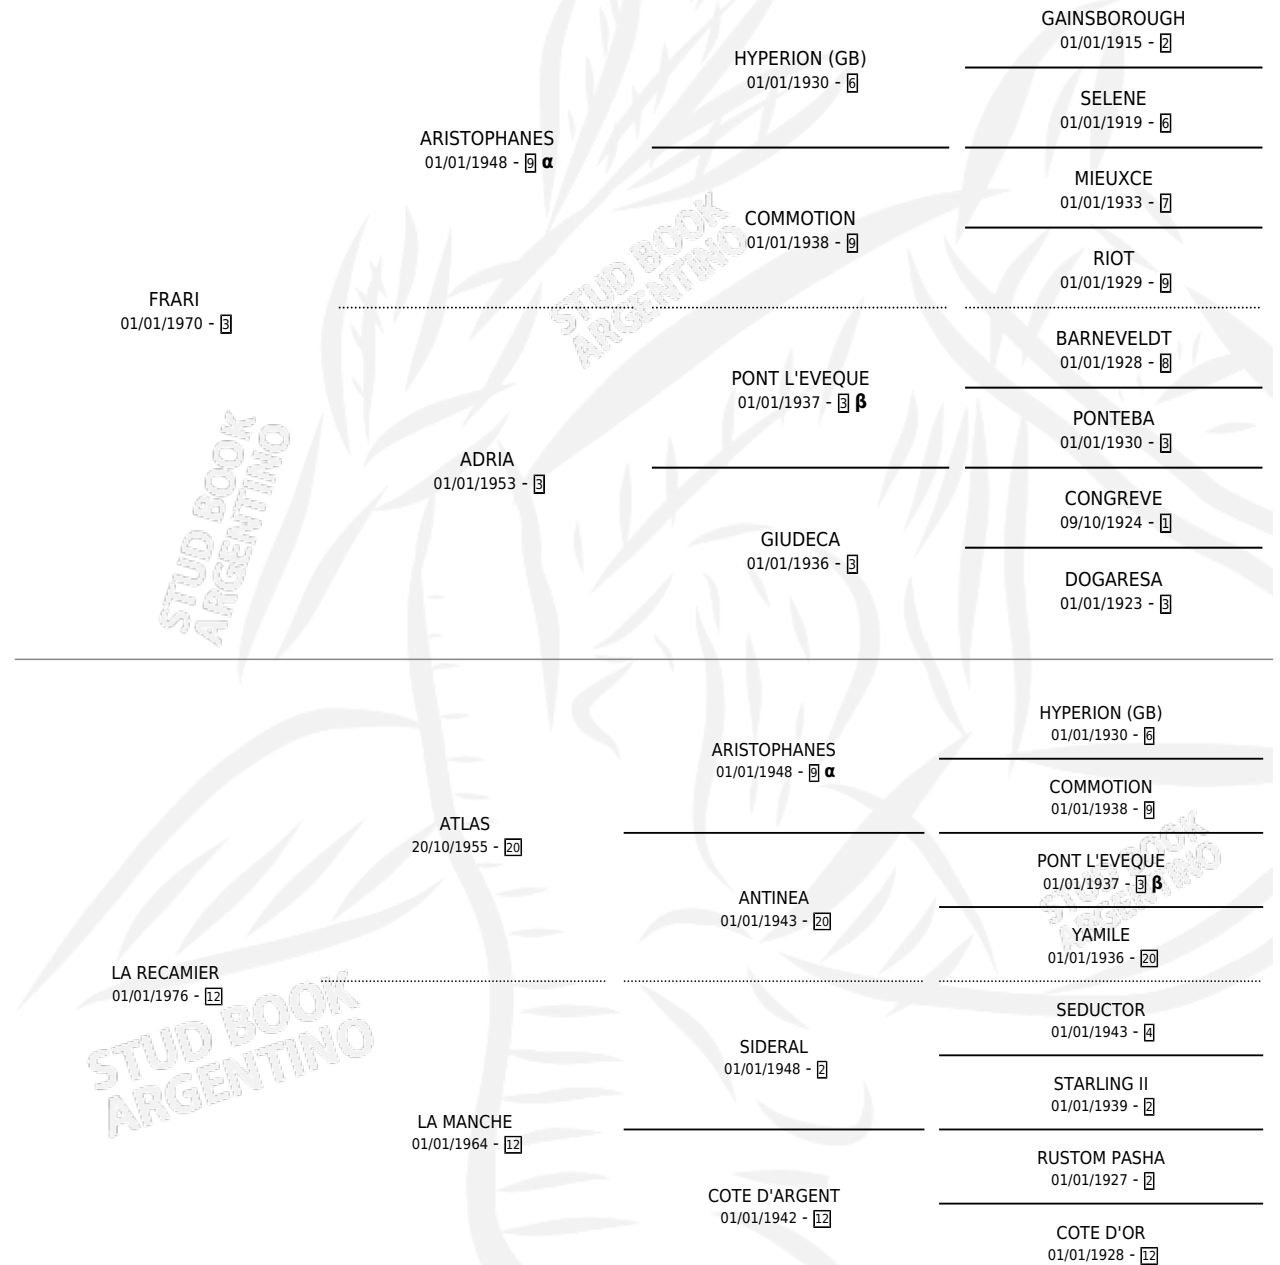 GAINSBOROUGH
01/01/1915 - 2
HYPERION (GB)
01/01/1930 - 6
SELENE
01/01/1919 - 6
ARISTOPHANES
01/01/1948 - 9 α
MIEUXCE
01/01/1933 - 7
COMMOTION
01/01/1938 - 9
RIOT
01/01/1929 - 9
FRARI
01/01/1970 - 3
BARNEVELDT
01/01/1928 - 8
PONT L'EVEQUE
01/01/1937 - 3 β
PONTEBA
01/01/1930 - 3
ADRIA
01/01/1953 - 3
CONGREVE
09/10/1924 - 1
GIUDECA
01/01/1936 - 3
DOGARESA
01/01/1923 - 3
STUD BOOK
ARGENTINO
STUD BOOK
ARGENTINO
HYPERION (GB)
01/01/1930 - 6
ARISTOPHANES
01/01/1948 - 9 α
COMMOTION
01/01/1938 - 9
ATLAS
20/10/1955 - 20
PONT L'EVEQUE
01/01/1937 - 3 β
ANTINEA
01/01/1943 - 20
YAMILE
01/01/1936 - 20
LA RECAMIER
01/01/1976 - 12
SEDUCTOR
01/01/1943 - 4
SIDERAL
01/01/1948 - 2
STARLING II
01/01/1939 - 2
LA MANCHE
01/01/1964 - 12
RUSTOM PASHA
01/01/1927 - 2
COTE D'ARGENT
01/01/1942 - 12
COTE D'OR
01/01/1928 - 12
STUD BOOK
ARGENTINO
STUD BOOK
ARGENTINO